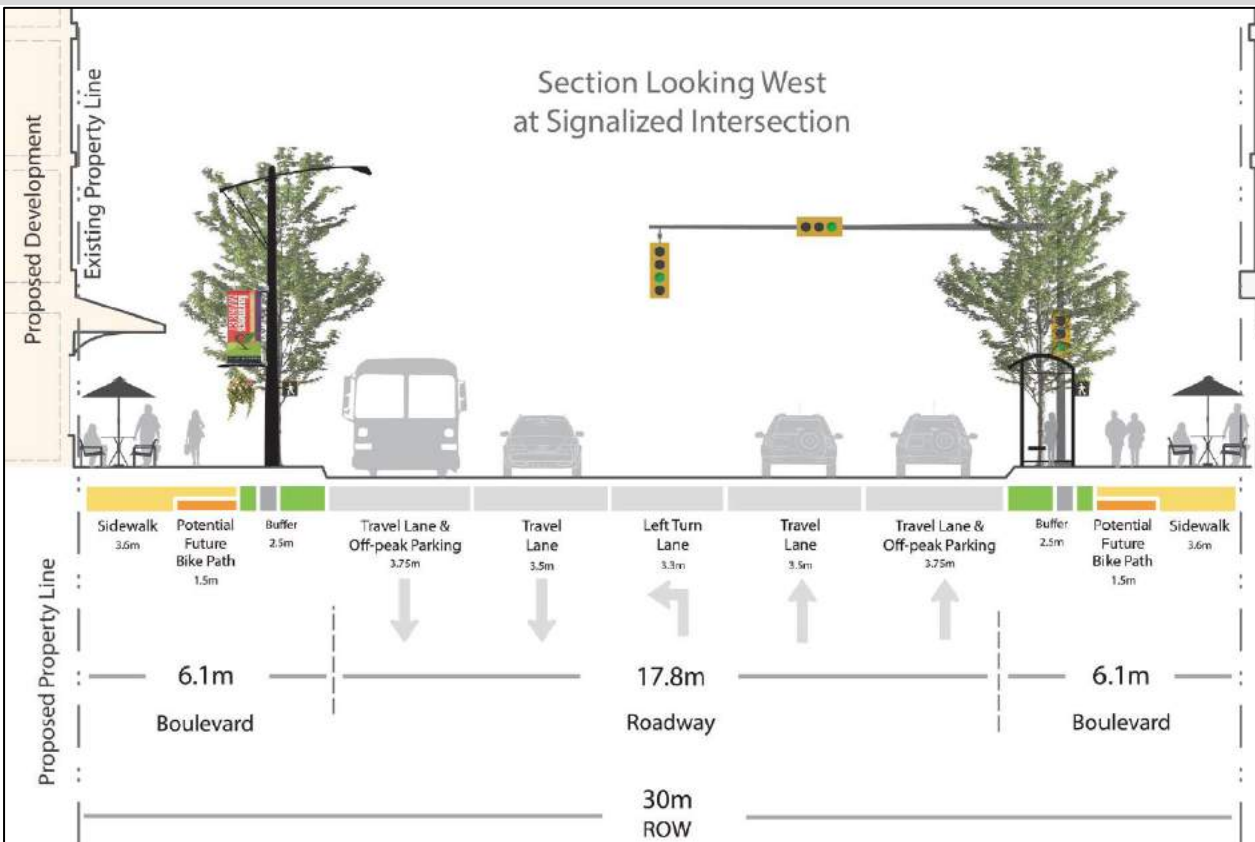 Section Looking West
at Signalized Intersection
Proposed Development
Existing Property Line
farmers
MARKET
Sidewalk
3.6m
Potential
Future
Bike Path
1.5m
Buffer
2.5m
Travel Lane &
Off-peak Parking
3.75m
Travel
Lane
3.5m
Left Turn
Lane
3.3m
Travel
Lane
3.5m
Travel Lane &
Off-peak Parking
3.75m
Buffer
2.5m
Potential
Future
Bike Path
1.5m
Sidewalk
3.6m
Proposed Property Line
6.1m
Boulevard
17.8m
Roadway
6.1m
Boulevard
30m
ROW